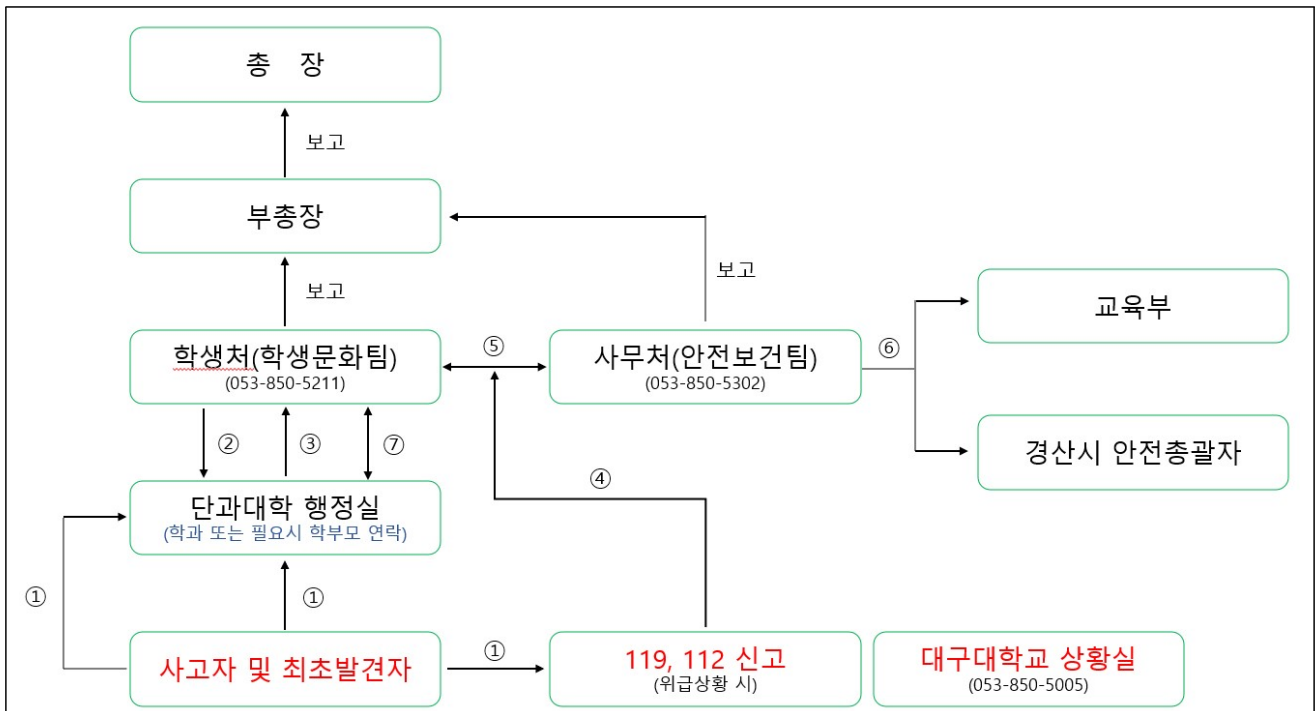 총 장
보고
부총장
보고
보고
교육부
학생처(학생문화팀)
(053-850-5211)
⑤
사무처(안전보건팀)
(053-850-5302)
⑥
②
③
⑦
경산시 안전총괄자
④
단과대학 행정실
(학과 또는 필요시 학부모 연락)
①
①
사고자 및 최초발견자
①
119, 112 신고
(위급상황 시)
대구대학교 상황실
(053-850-5005)